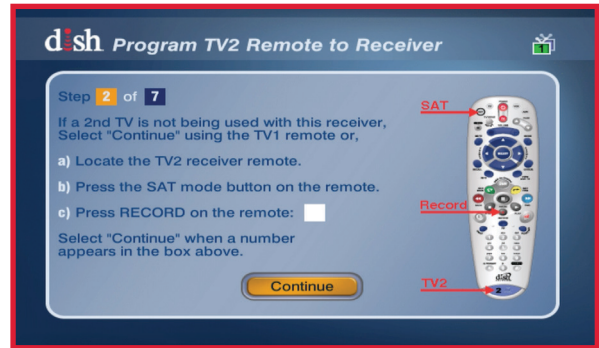 dish Program TV2 Remote to Receiver
1
Step 2 of 7
If a 2nd TV is not being used with this receiver,
Select "Continue" using the TV1 remote or,
a) Locate the TV2 receiver remote.
b) Press the SAT mode button on the remote.
c) Press RECORD on the remote:
Select "Continue" when a number
appears in the box above.
Continue
SAT
Record
TV2
2